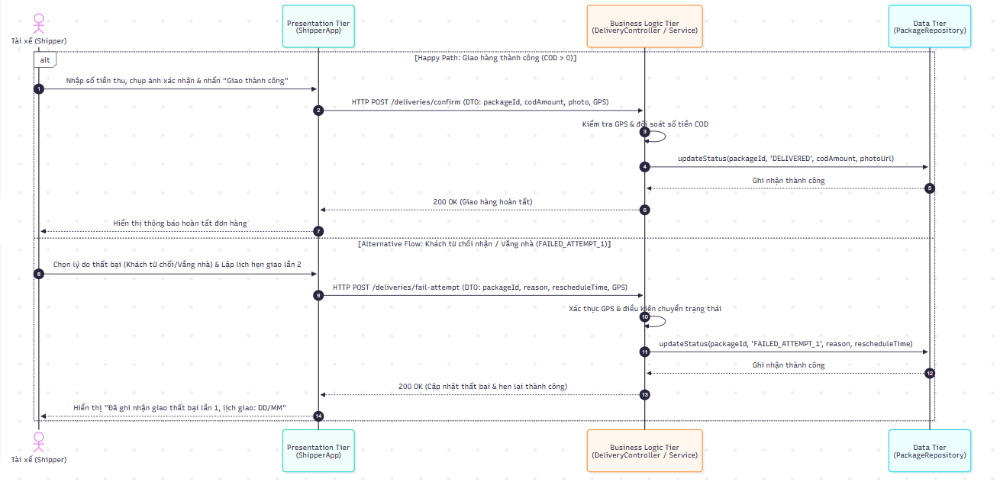 Presentation Tier
(ShipperApp)
Business Logic Tier
(DeliveryController / Service)
Data Tier
(PackageRepository)
Tài xế (Shipper)
alt
[Happy Path: Giao hàng thành công (COD > 0)]
Nhập số tiền thu, chụp ảnh xác nhận & nhấn "Giao thành công"
1
HTTP POST /deliveries/confirm (DTO: packageId, codAmount, photo, GPS)
2
Kiểm tra GPS & đối soát số tiền COD
3
updateStatus(packageId, 'DELIVERED', codAmount, photoUrl)
4
Ghi nhận thành công
5
200 OK (Giao hàng hoàn tất)
6
Hiển thị thông báo hoàn tất đơn hàng
7
[Alternative Flow: Khách từ chối nhận / Vắng nhà (FAILED_ATTEMPT_1)]
Chọn lý do thất bại (Khách từ chối/Vắng nhà) & Lập lịch hẹn giao lần 2
8
HTTP POST /deliveries/fail-attempt (DTO: packageId, reason, rescheduleTime, GPS)
9
Xác thực GPS & điều kiện chuyển trạng thái
10
updateStatus(packageId, 'FAILED_ATTEMPT_1', reason, rescheduleTime)
11
Ghi nhận thành công
12
200 OK (Cập nhật thất bại & hẹn lại thành công)
13
Hiển thị "Đã ghi nhận giao thất bại lần 1, lịch giao: DD/MM"
14
Presentation Tier
(ShipperApp)
Business Logic Tier
(DeliveryController / Service)
Data Tier
(PackageRepository)
Tài xế (Shipper)